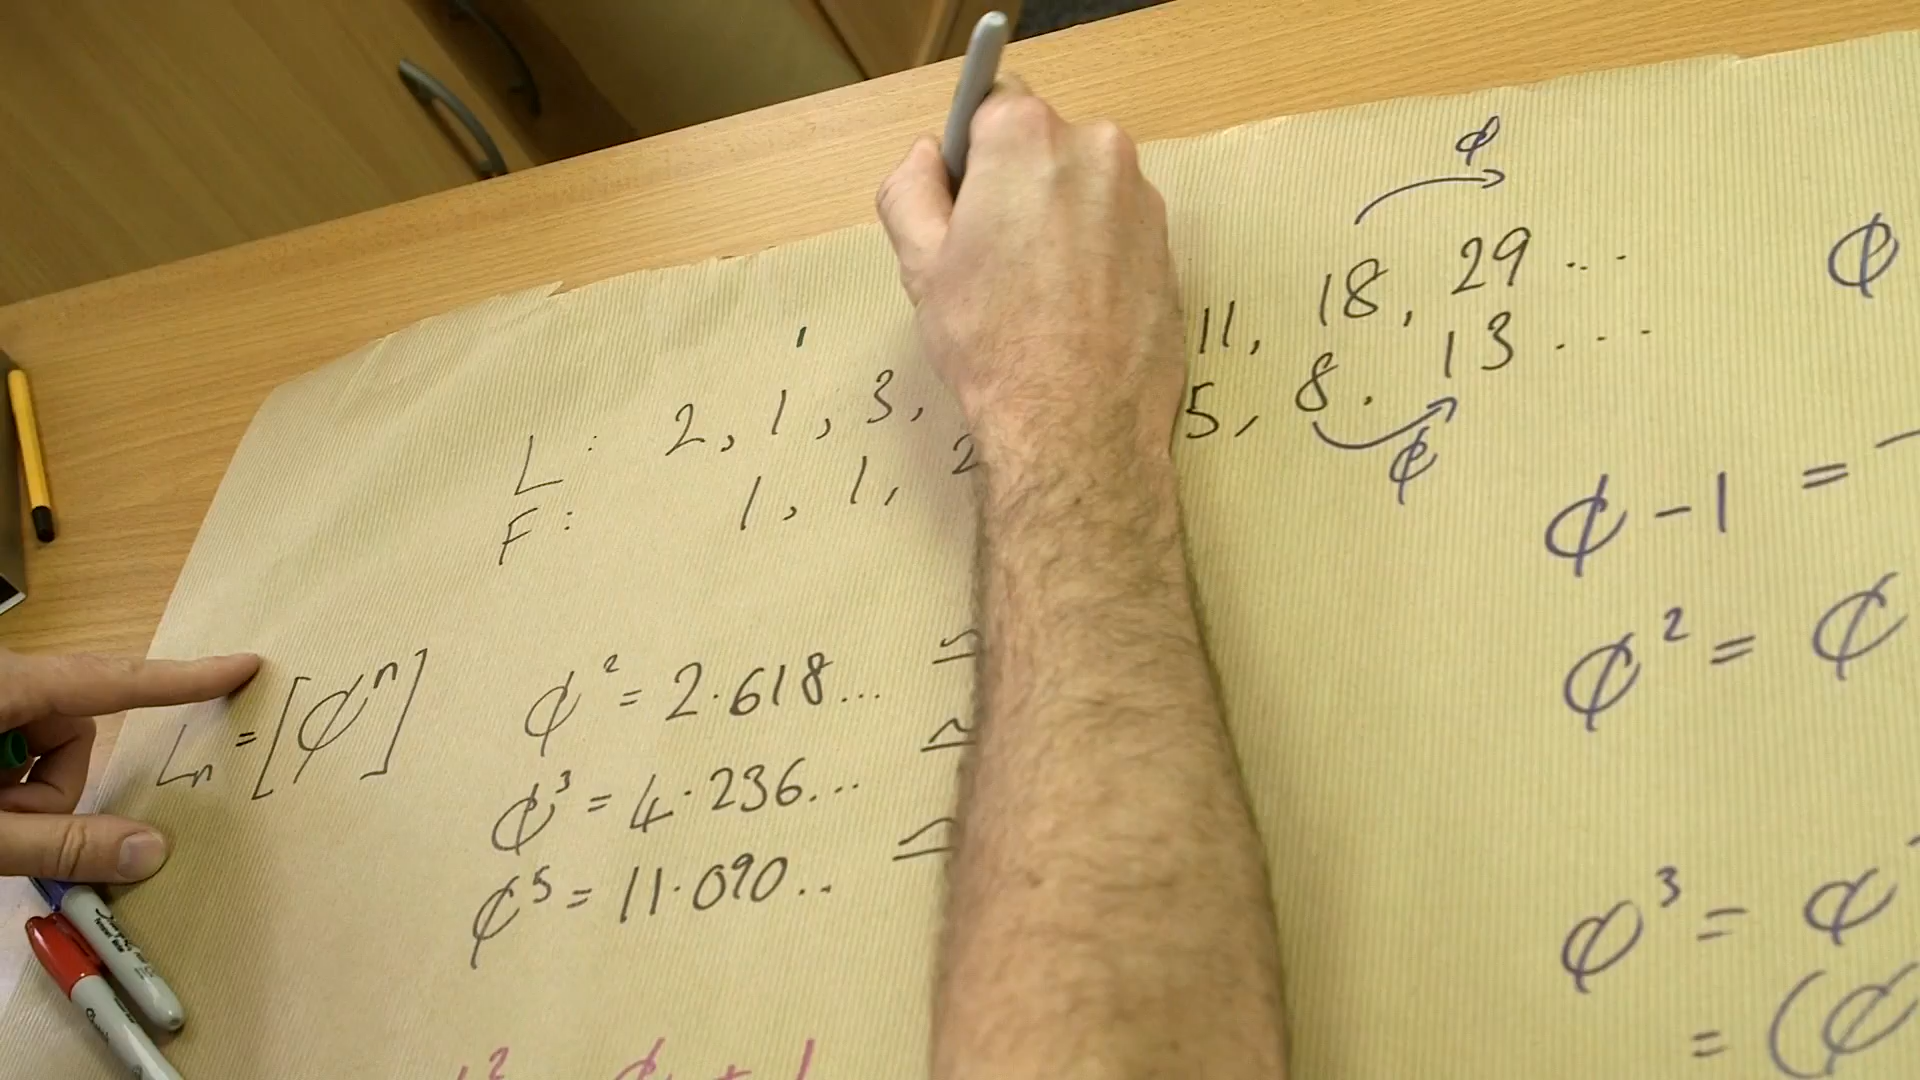 ϕ
1
L: 2, 1, 3, 11, 18, 29 ...
F: 1, 1, 2 5, 8, 13 ...
ϕ
Lₙ = [ϕⁿ]
ϕ² = 2.618... ≃
ϕ³ = 4.236... ≃
ϕ⁵ = 11.090.. ≃
ϕ
ϕ - 1 =
ϕ² = ϕ
ϕ³ = ϕ
= (ϕ